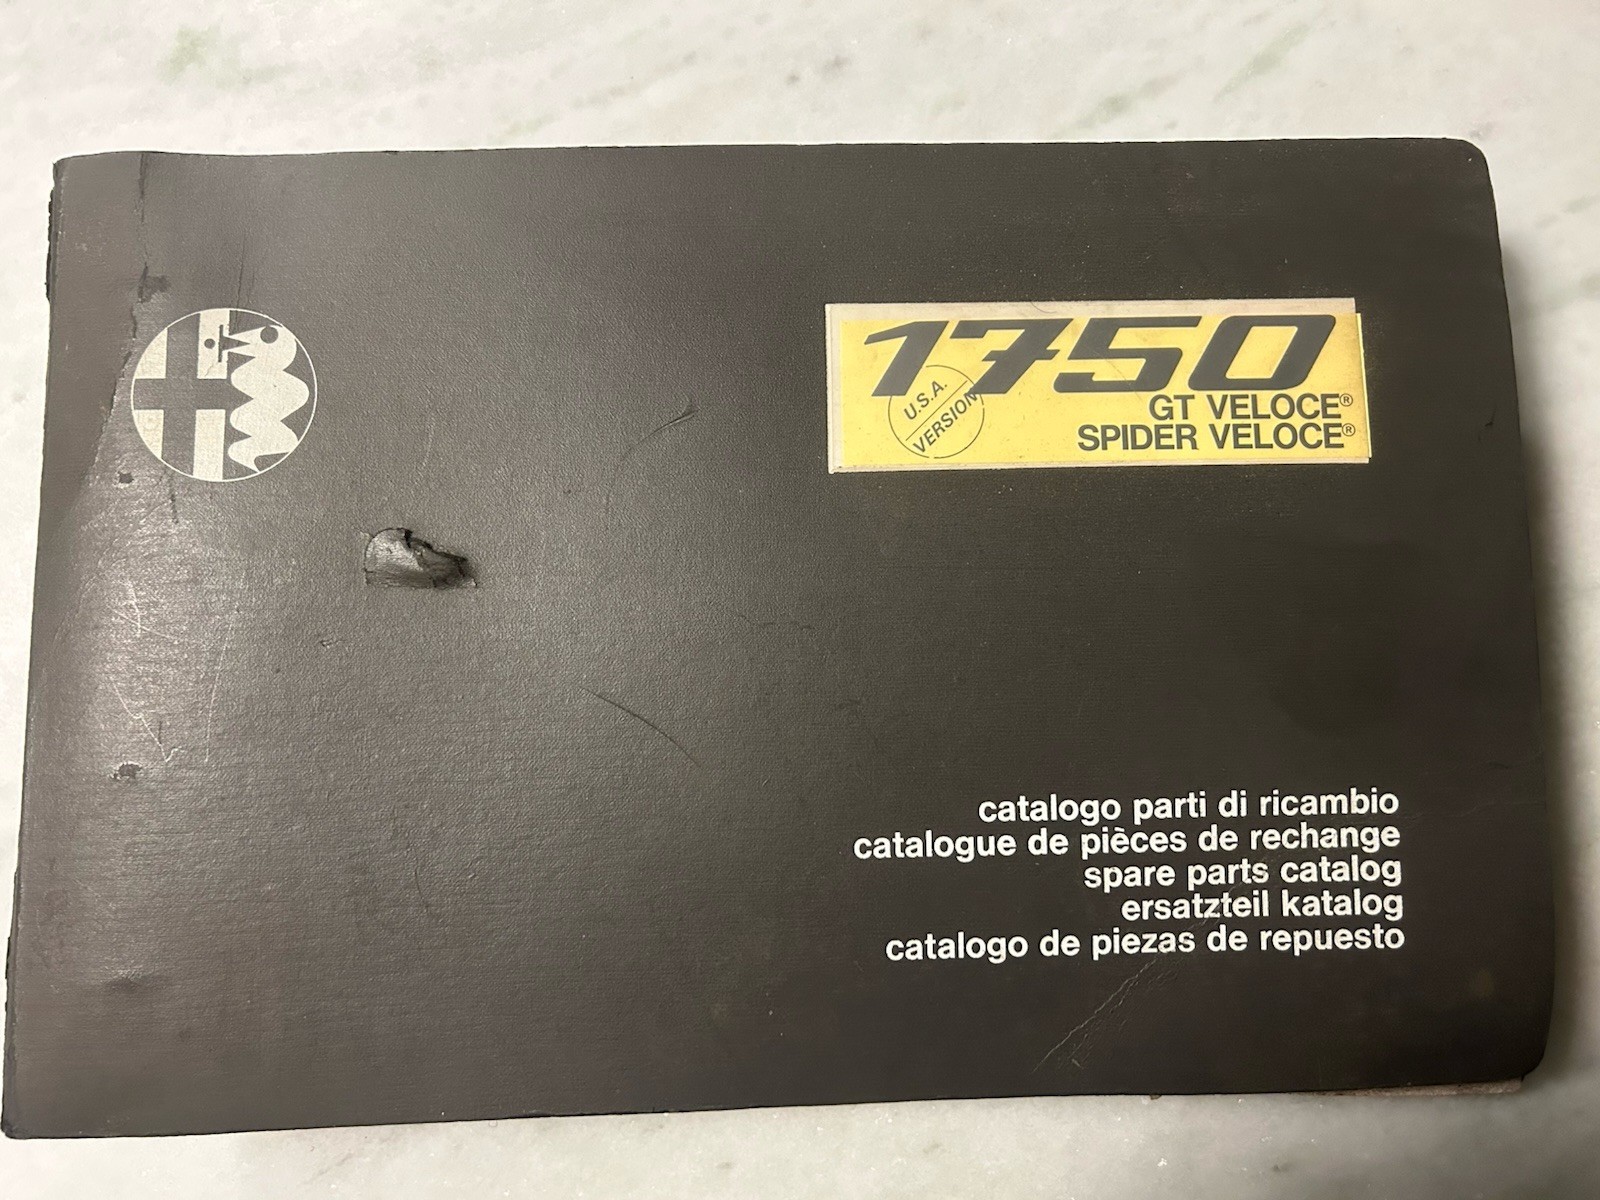 1750
U.S.A.
VERSION
GT VELOCE®
SPIDER VELOCE®
catalogo parti di ricambio
catalogue de pièces de rechange
spare parts catalog
ersatzteil katalog
catalogo de piezas de repuesto